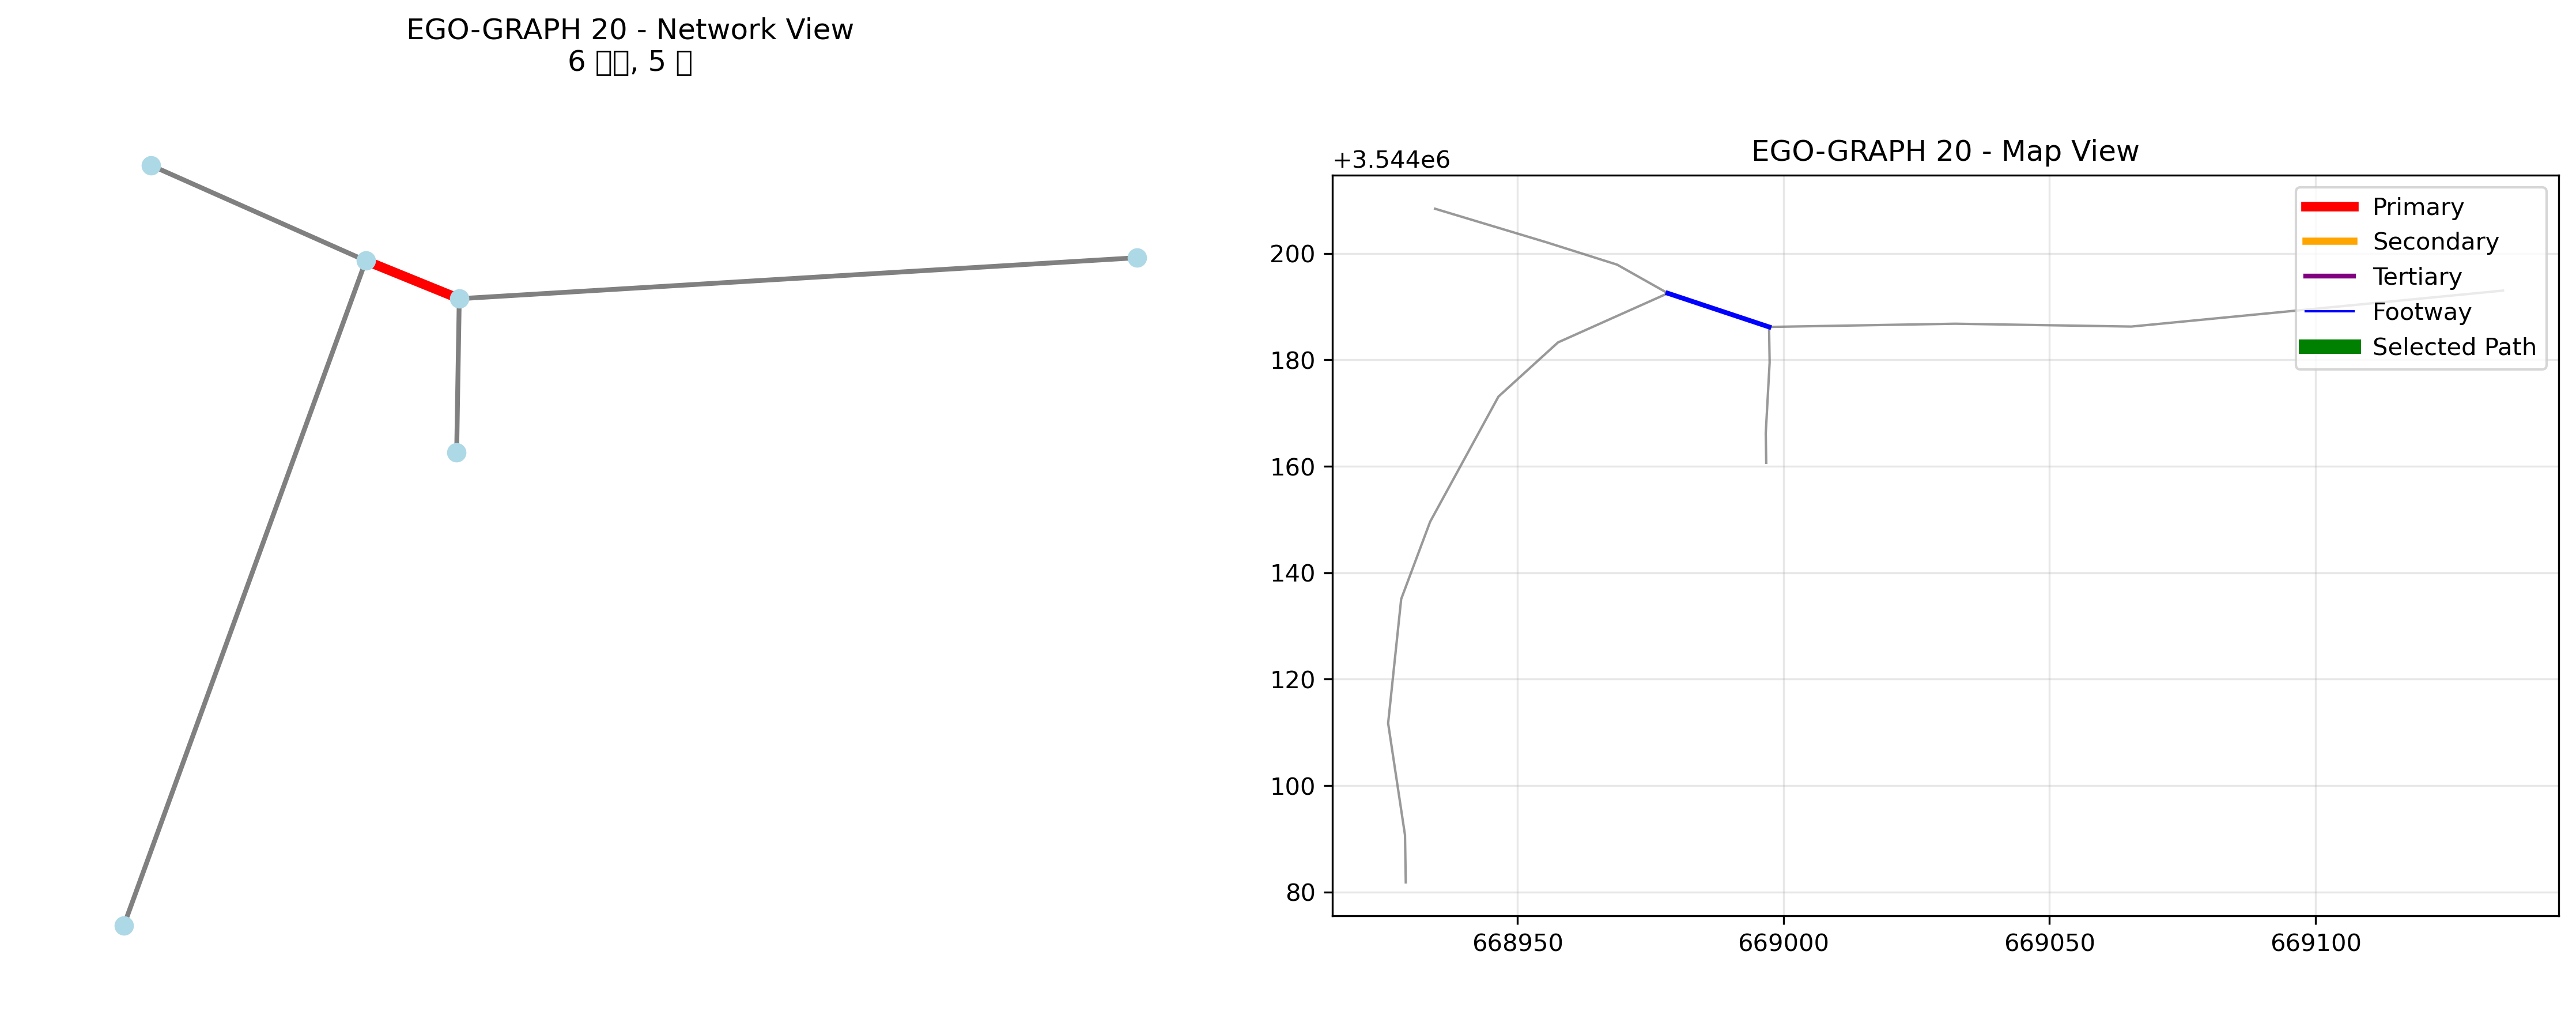 EGO-GRAPH 20 - Network View
6 , 5
EGO-GRAPH 20 - Map View
+3.544e6
Primary
Secondary
Tertiary
Footway
Selected Path
200
180
160
140
120
100
80
668950
669000
669050
669100